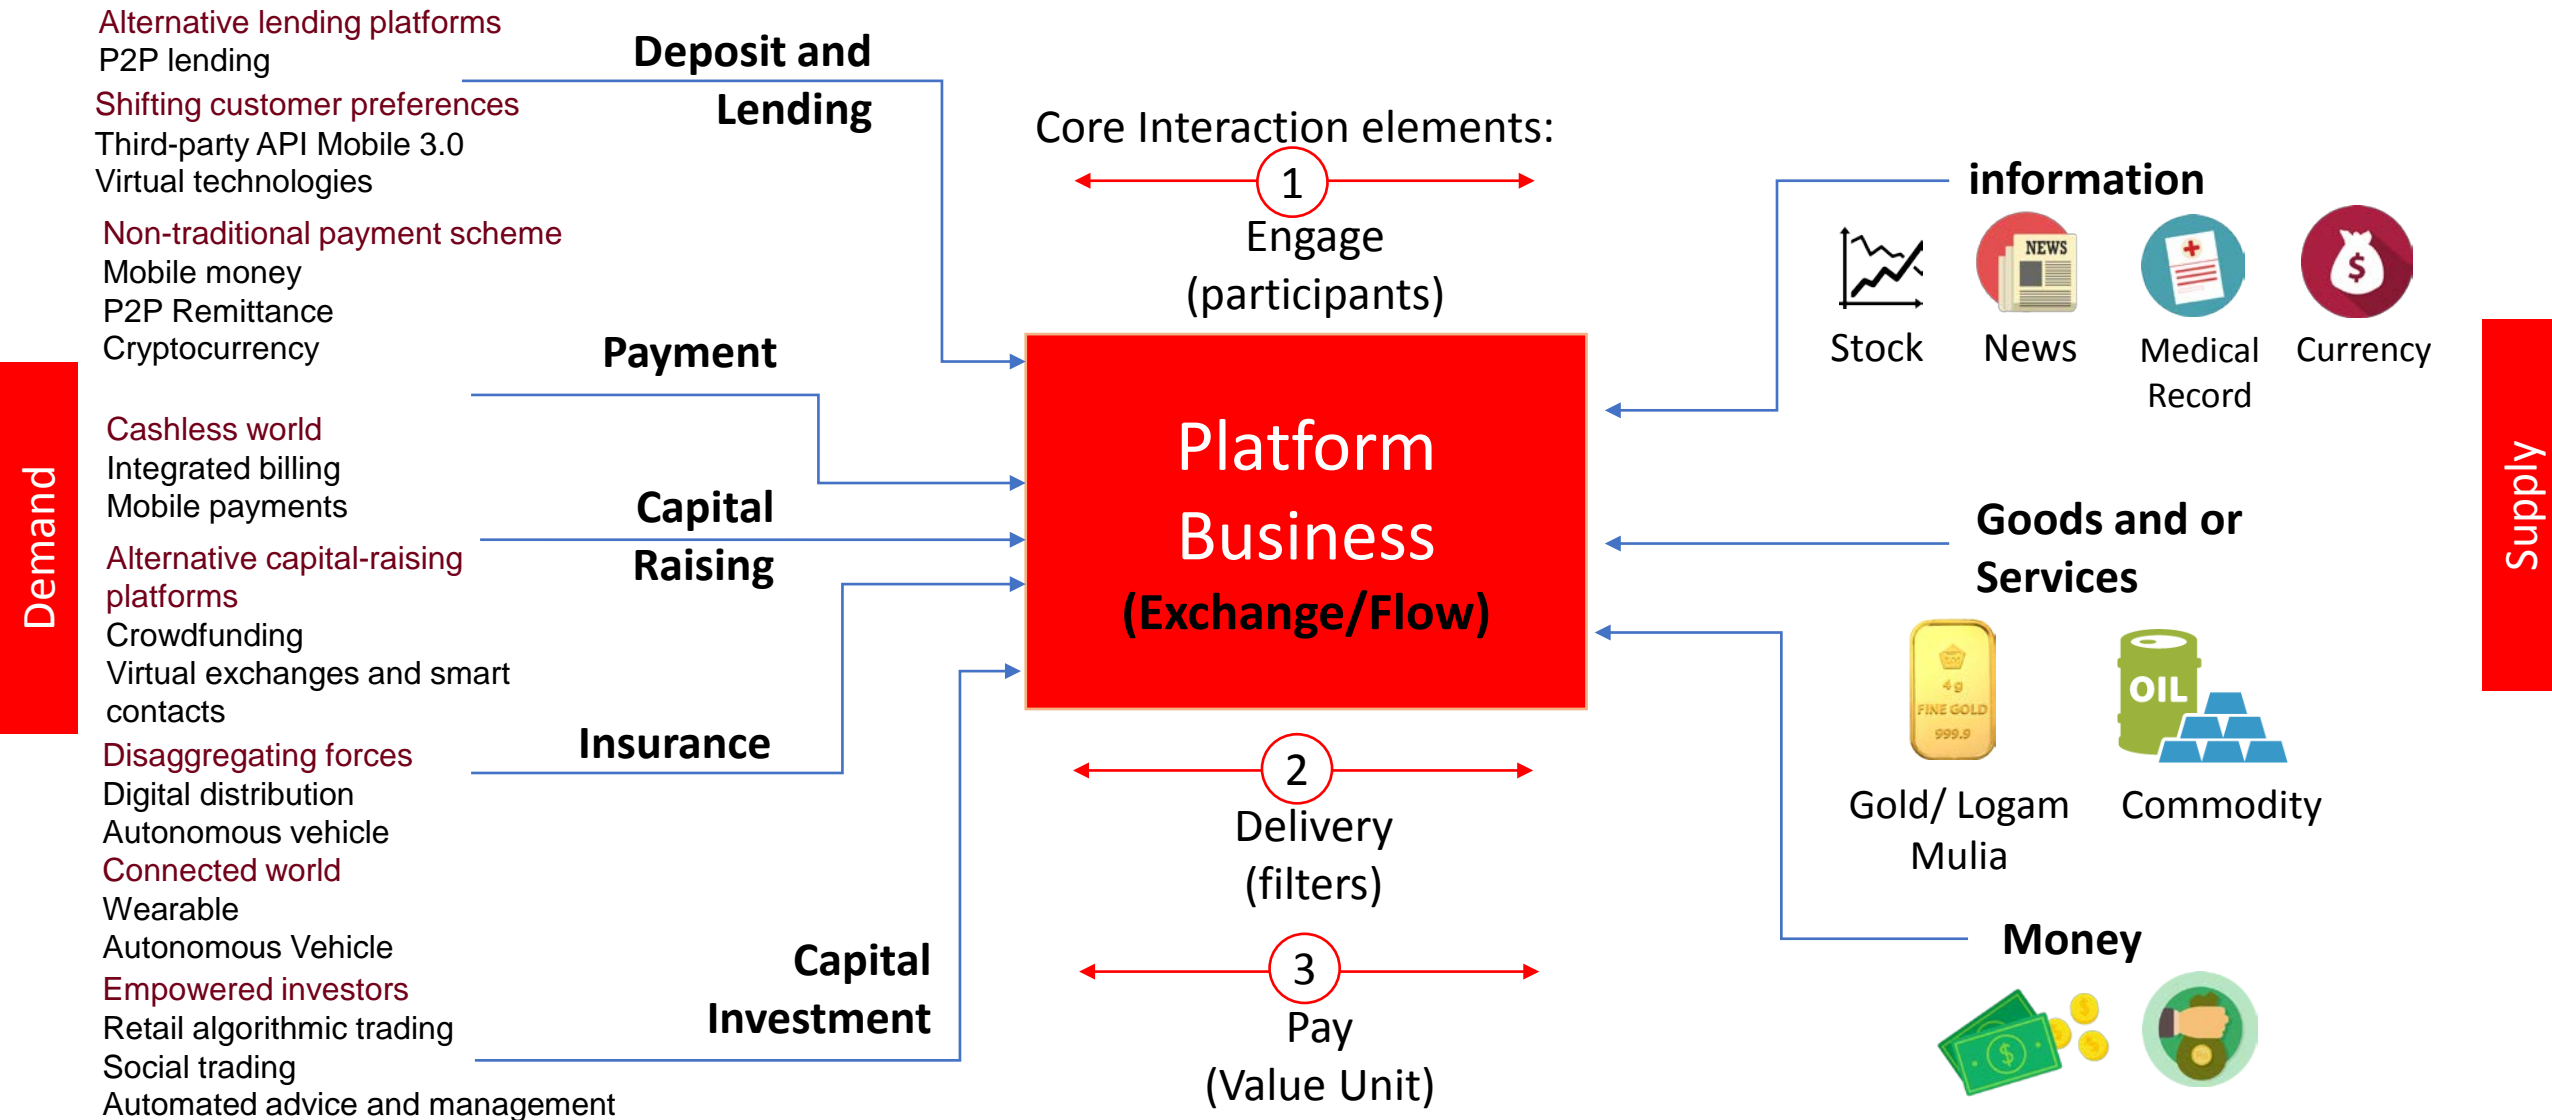 Alternative lending platforms
P2P lending
Shifting customer preferences
Third-party API Mobile 3.0
Virtual technologies
Non-traditional payment scheme
Mobile money
P2P Remittance
Cryptocurrency
Cashless world
Integrated billing
Mobile payments
Alternative capital-raising
platforms
Crowdfunding
Virtual exchanges and smart
contacts
Disaggregating forces
Digital distribution
Autonomous vehicle
Connected world
Wearable
Autonomous Vehicle
Empowered investors
Retail algorithmic trading
Social trading
Automated advice and management
Demand
Deposit and
Lending
Payment
Capital
Raising
Insurance
Capital
Investment
Core Interaction elements:
1
Engage
(participants)
Platform
Business
(Exchange/Flow)
2
Delivery
(filters)
3
Pay
(Value Unit)
information
NEWS
$
Stock
News
Medical
Record
Currency
Goods and or
Services
4 g
FINE GOLD
999.9
OIL
Gold/ Logam
Mulia
Commodity
Money
$
Supply